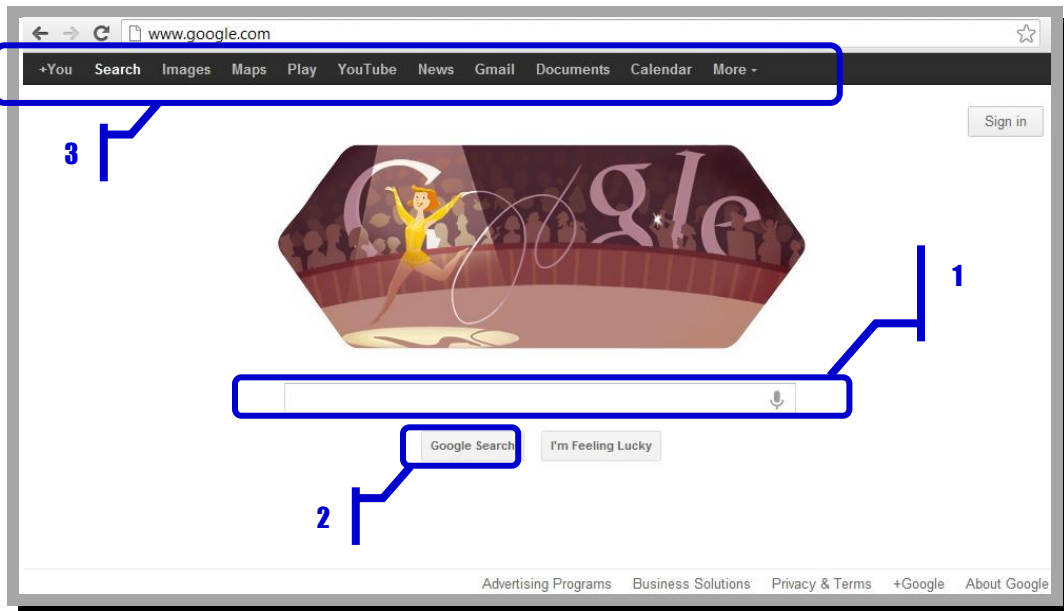 www.google.com
+You Search Images Maps Play YouTube News Gmail Documents Calendar More
Sign in
3
Google
1
Google Search I'm Feeling Lucky
2
Advertising Programs Business Solutions Privacy & Terms +Google About Google